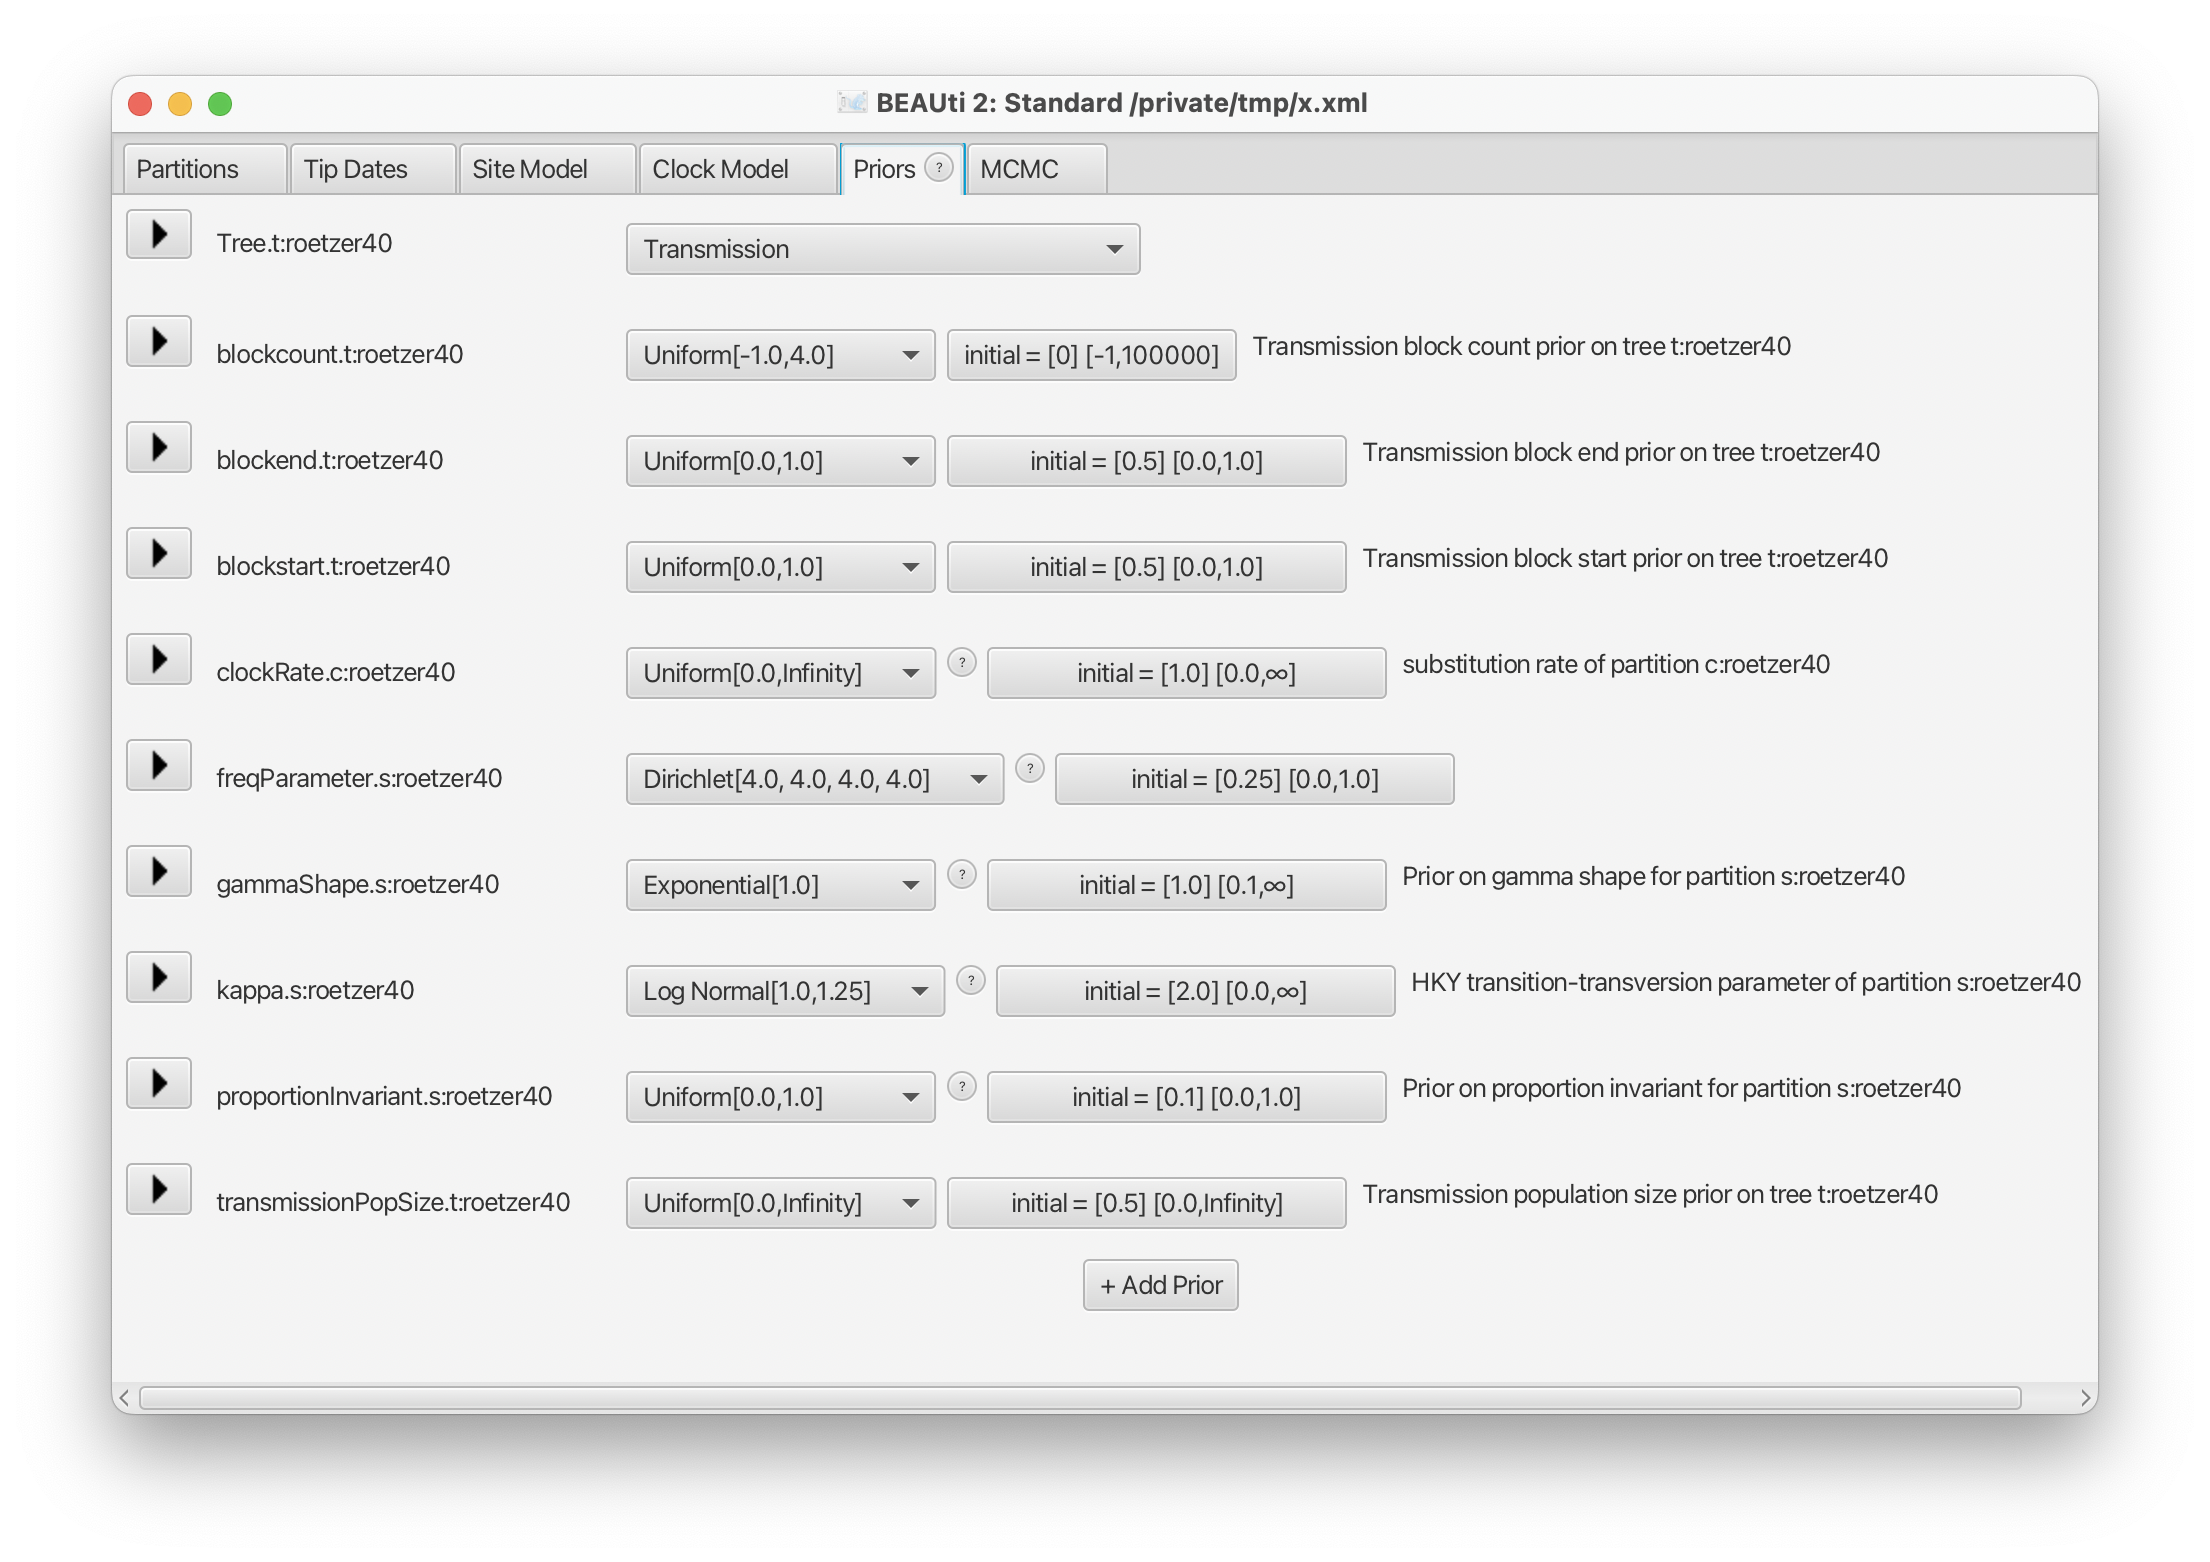 BEAUti 2: Standard /private/tmp/x.xml
Partitions Tip Dates Site Model Clock Model Priors ? MCMC
Tree.t:roetzer40 Transmission
blockcount.t:roetzer40 Uniform[-1.0,4.0] initial = [0] [-1,100000] Transmission block count prior on tree t:roetzer40
blockend.t:roetzer40 Uniform[0.0,1.0] initial = [0.5] [0.0,1.0] Transmission block end prior on tree t:roetzer40
blockstart.t:roetzer40 Uniform[0.0,1.0] initial = [0.5] [0.0,1.0] Transmission block start prior on tree t:roetzer40
clockRate.c:roetzer40 Uniform[0.0,Infinity] ? initial = [1.0] [0.0,∞] substitution rate of partition c:roetzer40
freqParameter.s:roetzer40 Dirichlet[4.0, 4.0, 4.0, 4.0] ? initial = [0.25] [0.0,1.0]
gammaShape.s:roetzer40 Exponential[1.0] ? initial = [1.0] [0.1,∞] Prior on gamma shape for partition s:roetzer40
kappa.s:roetzer40 Log Normal[1.0,1.25] ? initial = [2.0] [0.0,∞] HKY transition-transversion parameter of partition s:roetzer40
proportionInvariant.s:roetzer40 Uniform[0.0,1.0] ? initial = [0.1] [0.0,1.0] Prior on proportion invariant for partition s:roetzer40
transmissionPopSize.t:roetzer40 Uniform[0.0,Infinity] initial = [0.5] [0.0,Infinity] Transmission population size prior on tree t:roetzer40
+ Add Prior